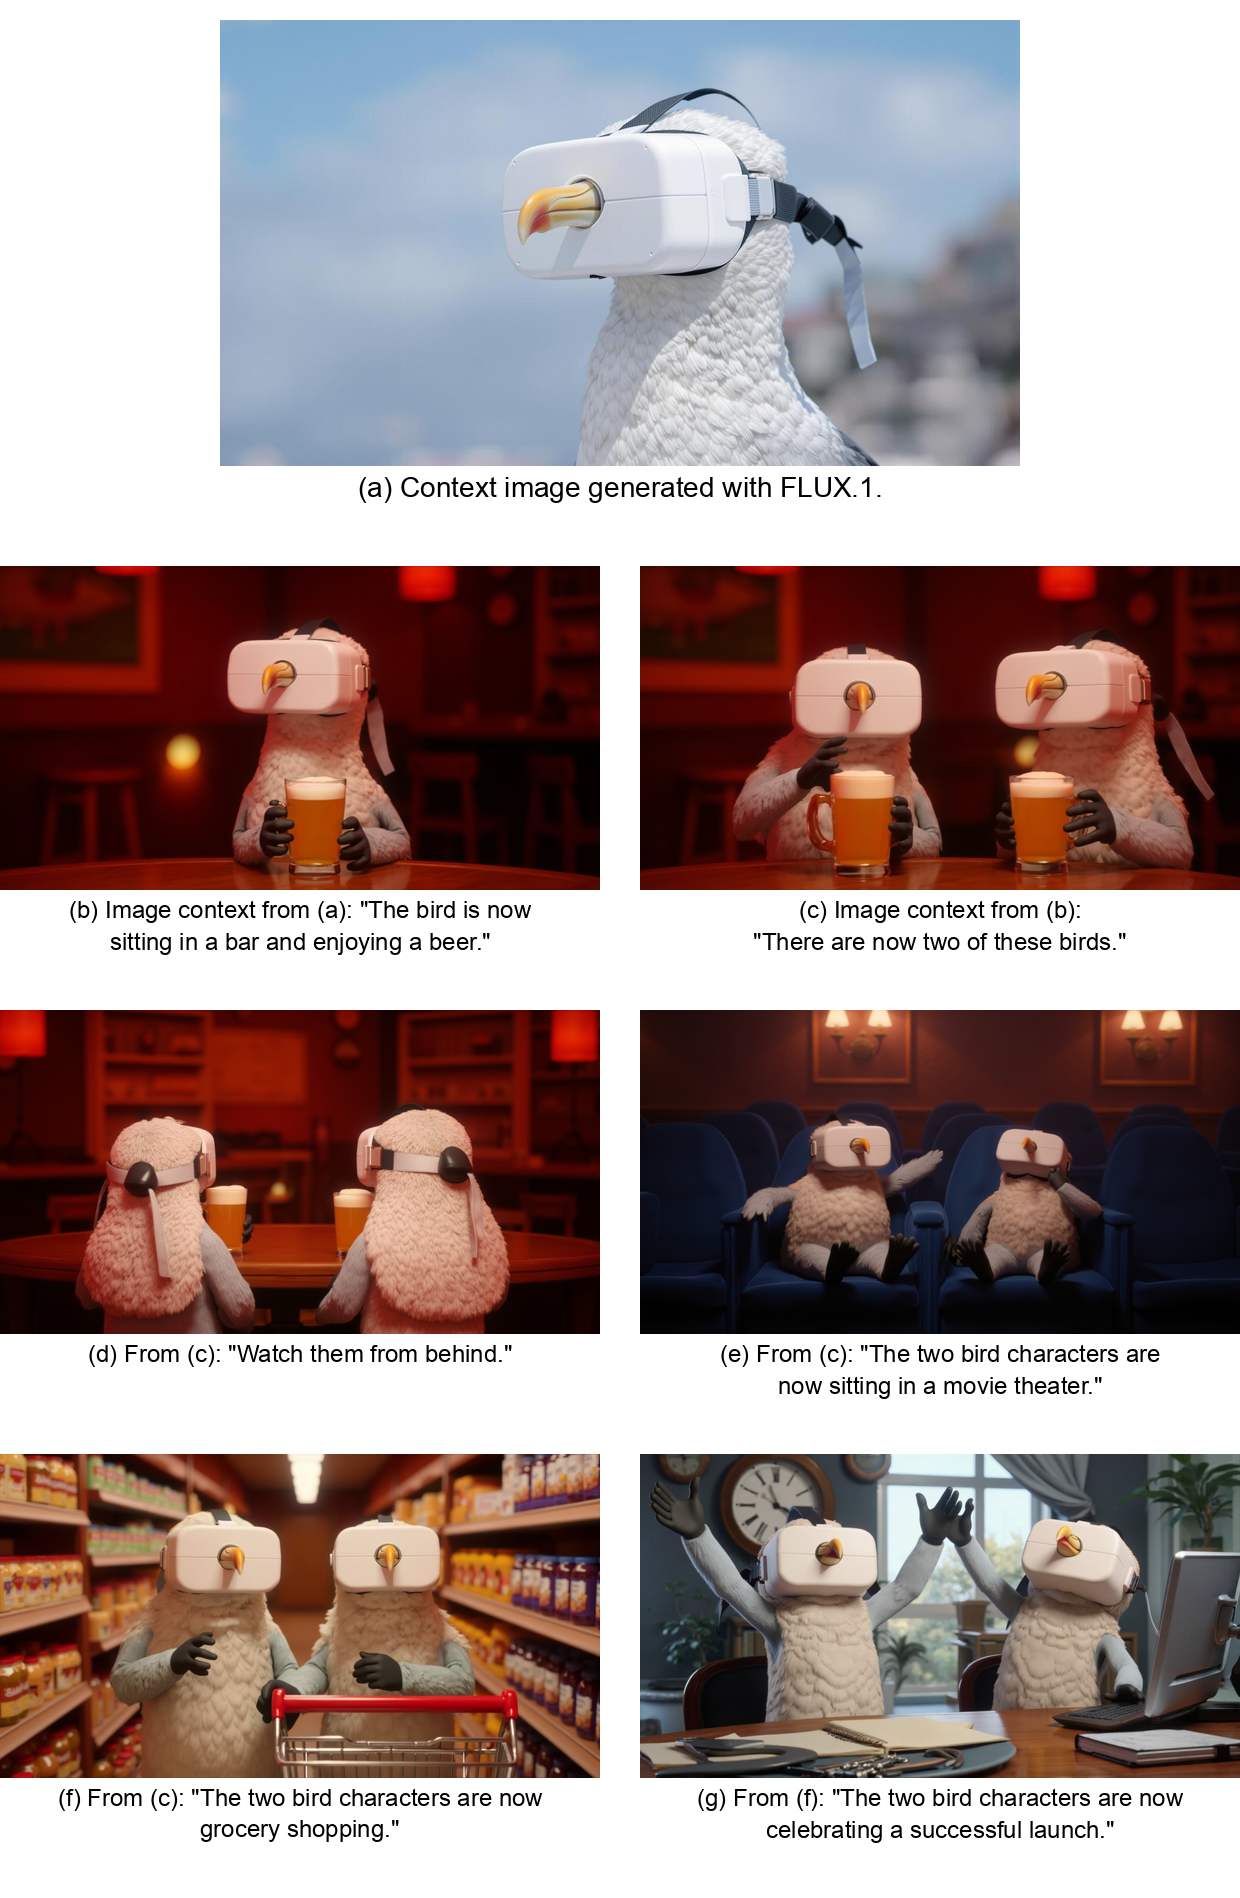 (a) Context image generated with FLUX.1.
(b) Image context from (a): "The bird is now
sitting in a bar and enjoying a beer."
(c) Image context from (b):
"There are now two of these birds."
(d) From (c): "Watch them from behind."
(e) From (c): "The two bird characters are
now sitting in a movie theater."
(f) From (c): "The two bird characters are now
grocery shopping."
(g) From (f): "The two bird characters are now
celebrating a successful launch."